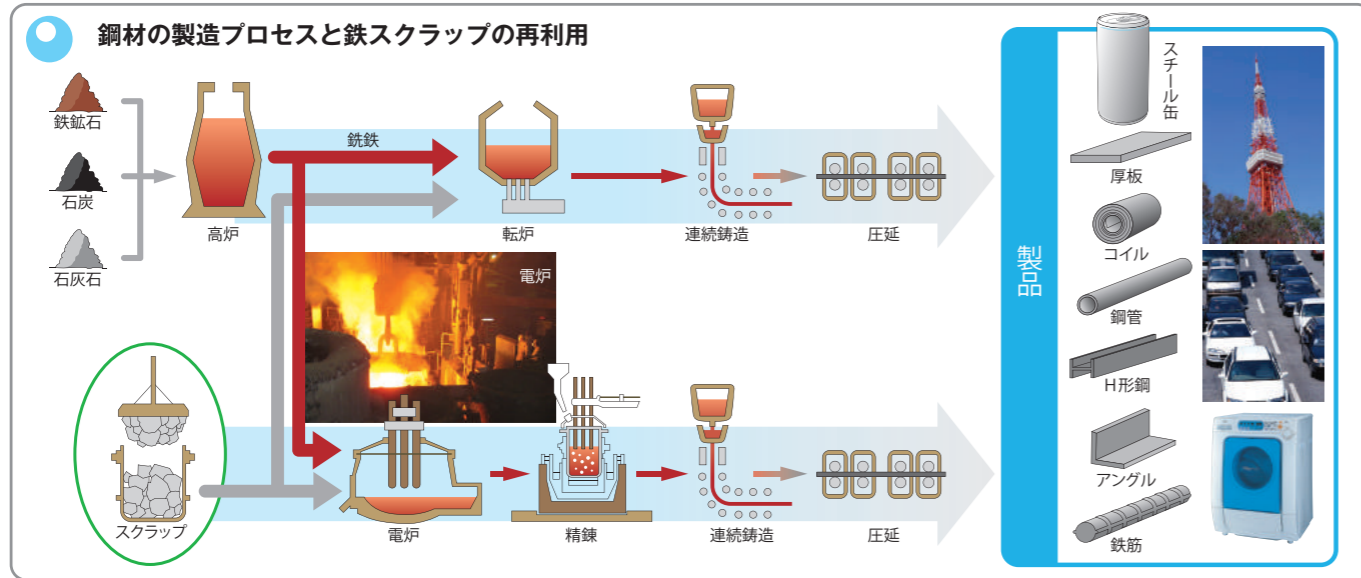 鋼材の製造プロセスと鉄スクラップの再利用
鉄鉱石
石炭
石灰石
高炉
銑鉄
転炉
連続鋳造
圧延
電炉
スクラップ
電炉
精錬
連続鋳造
圧延
製品
スチール缶
厚板
コイル
鋼管
H形鋼
アングル
鉄筋